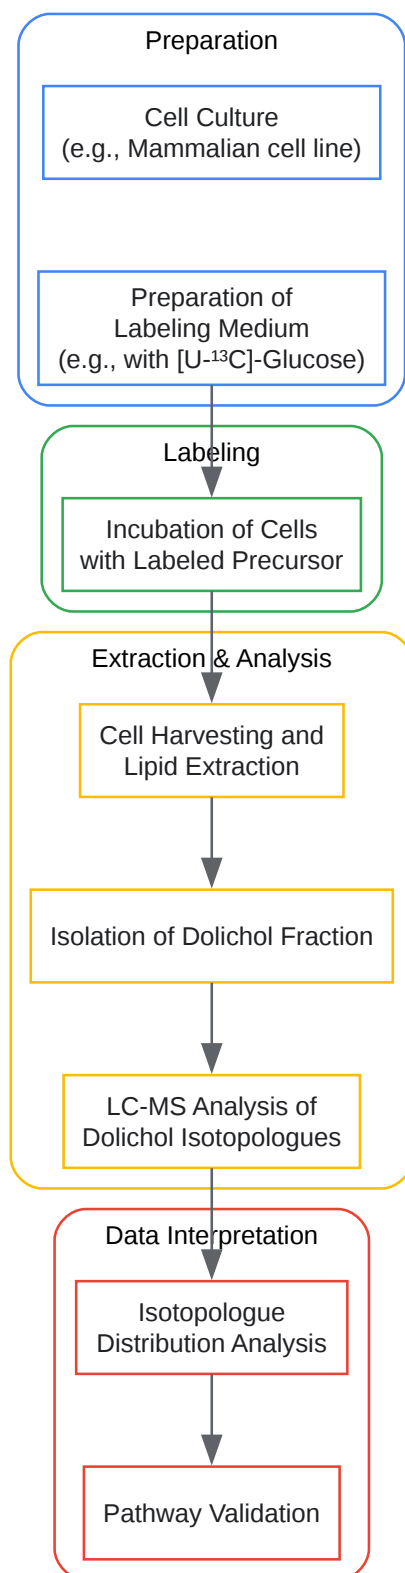 Preparation
Cell Culture
(e.g., Mammalian cell line)
Preparation of
Labeling Medium
(e.g., with [U-¹³C]-Glucose)
Labeling
Incubation of Cells
with Labeled Precursor
Extraction & Analysis
Cell Harvesting and
Lipid Extraction
Isolation of Dolichol Fraction
LC-MS Analysis of
Dolichol Isotopologues
Data Interpretation
Isotopologue
Distribution Analysis
Pathway Validation